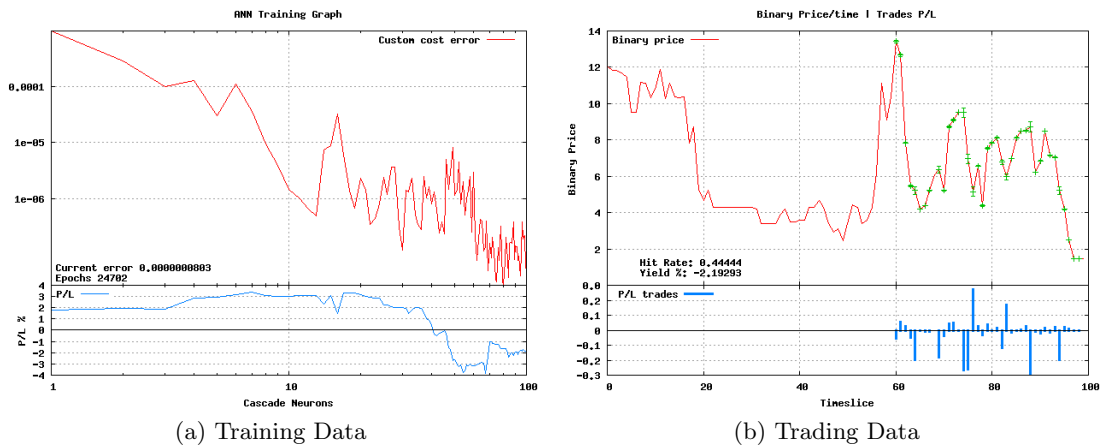 ANN Training Graph
Custom cost error
0.0001
1e-05
1e-06
Current error 0.0000000803
Epochs 24702
P/L
P/L %
4
3
2
1
0
-1
-2
-3
-4
1
10
100
Cascade Neurons
(a) Training Data
Binary Price/time | Trades P/L
Binary price
Binary Price
14
12
10
8
6
4
2
Hit Rate: 0.44444
Yield %: -2.19293
P/L trades
0.0
0.2
0.1
0
-0.1
-0.2
-0.3
0
20
40
60
80
100
Timeslice
(b) Trading Data